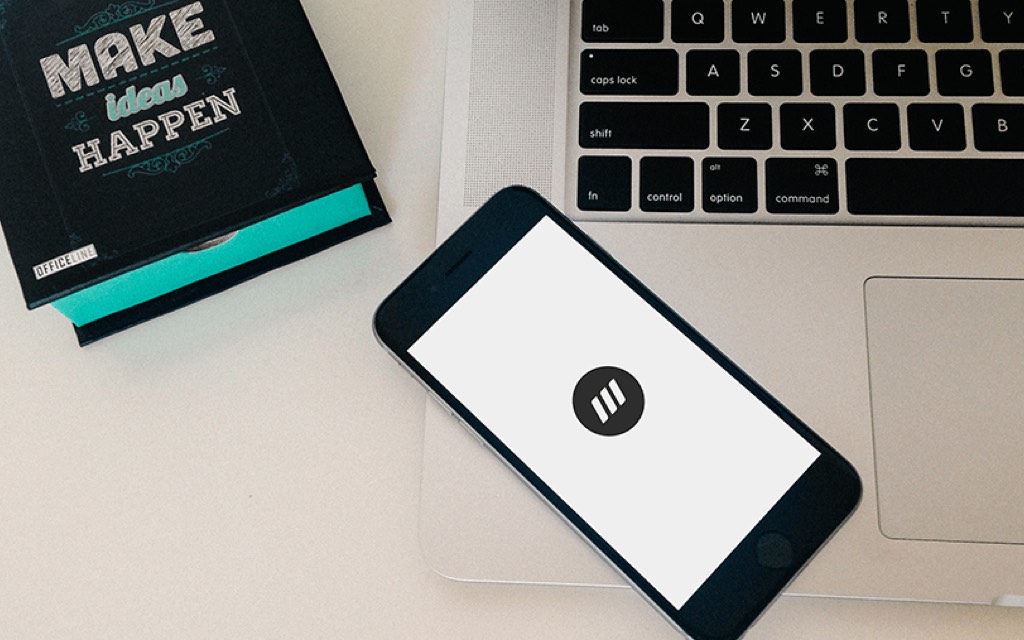 MAKE
ideas
HAPPEN
OFFICELINE
tab Q W E R T Y
caps lock A S D F G
shift Z X C V B
alt
fn control option ⌘ command